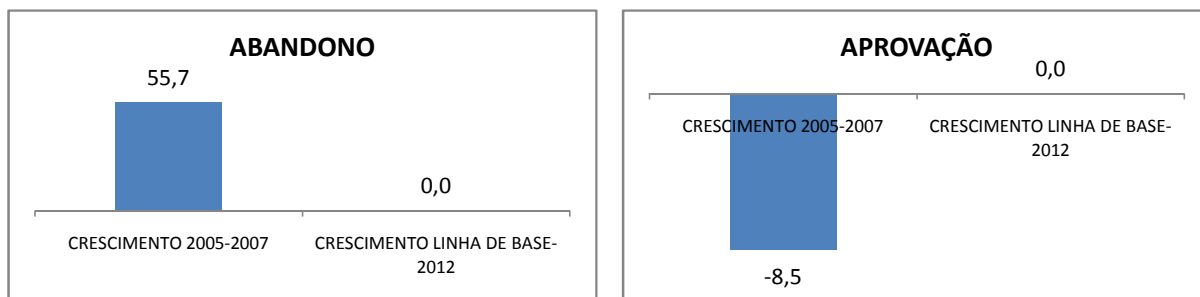 ABANDONO
55,7
0,0
CRESCIMENTO 2005-2007
CRESCIMENTO LINHA DE BASE-
2012
APROVAÇÃO
0,0
CRESCIMENTO 2005-2007
CRESCIMENTO LINHA DE BASE-
2012
-8,5